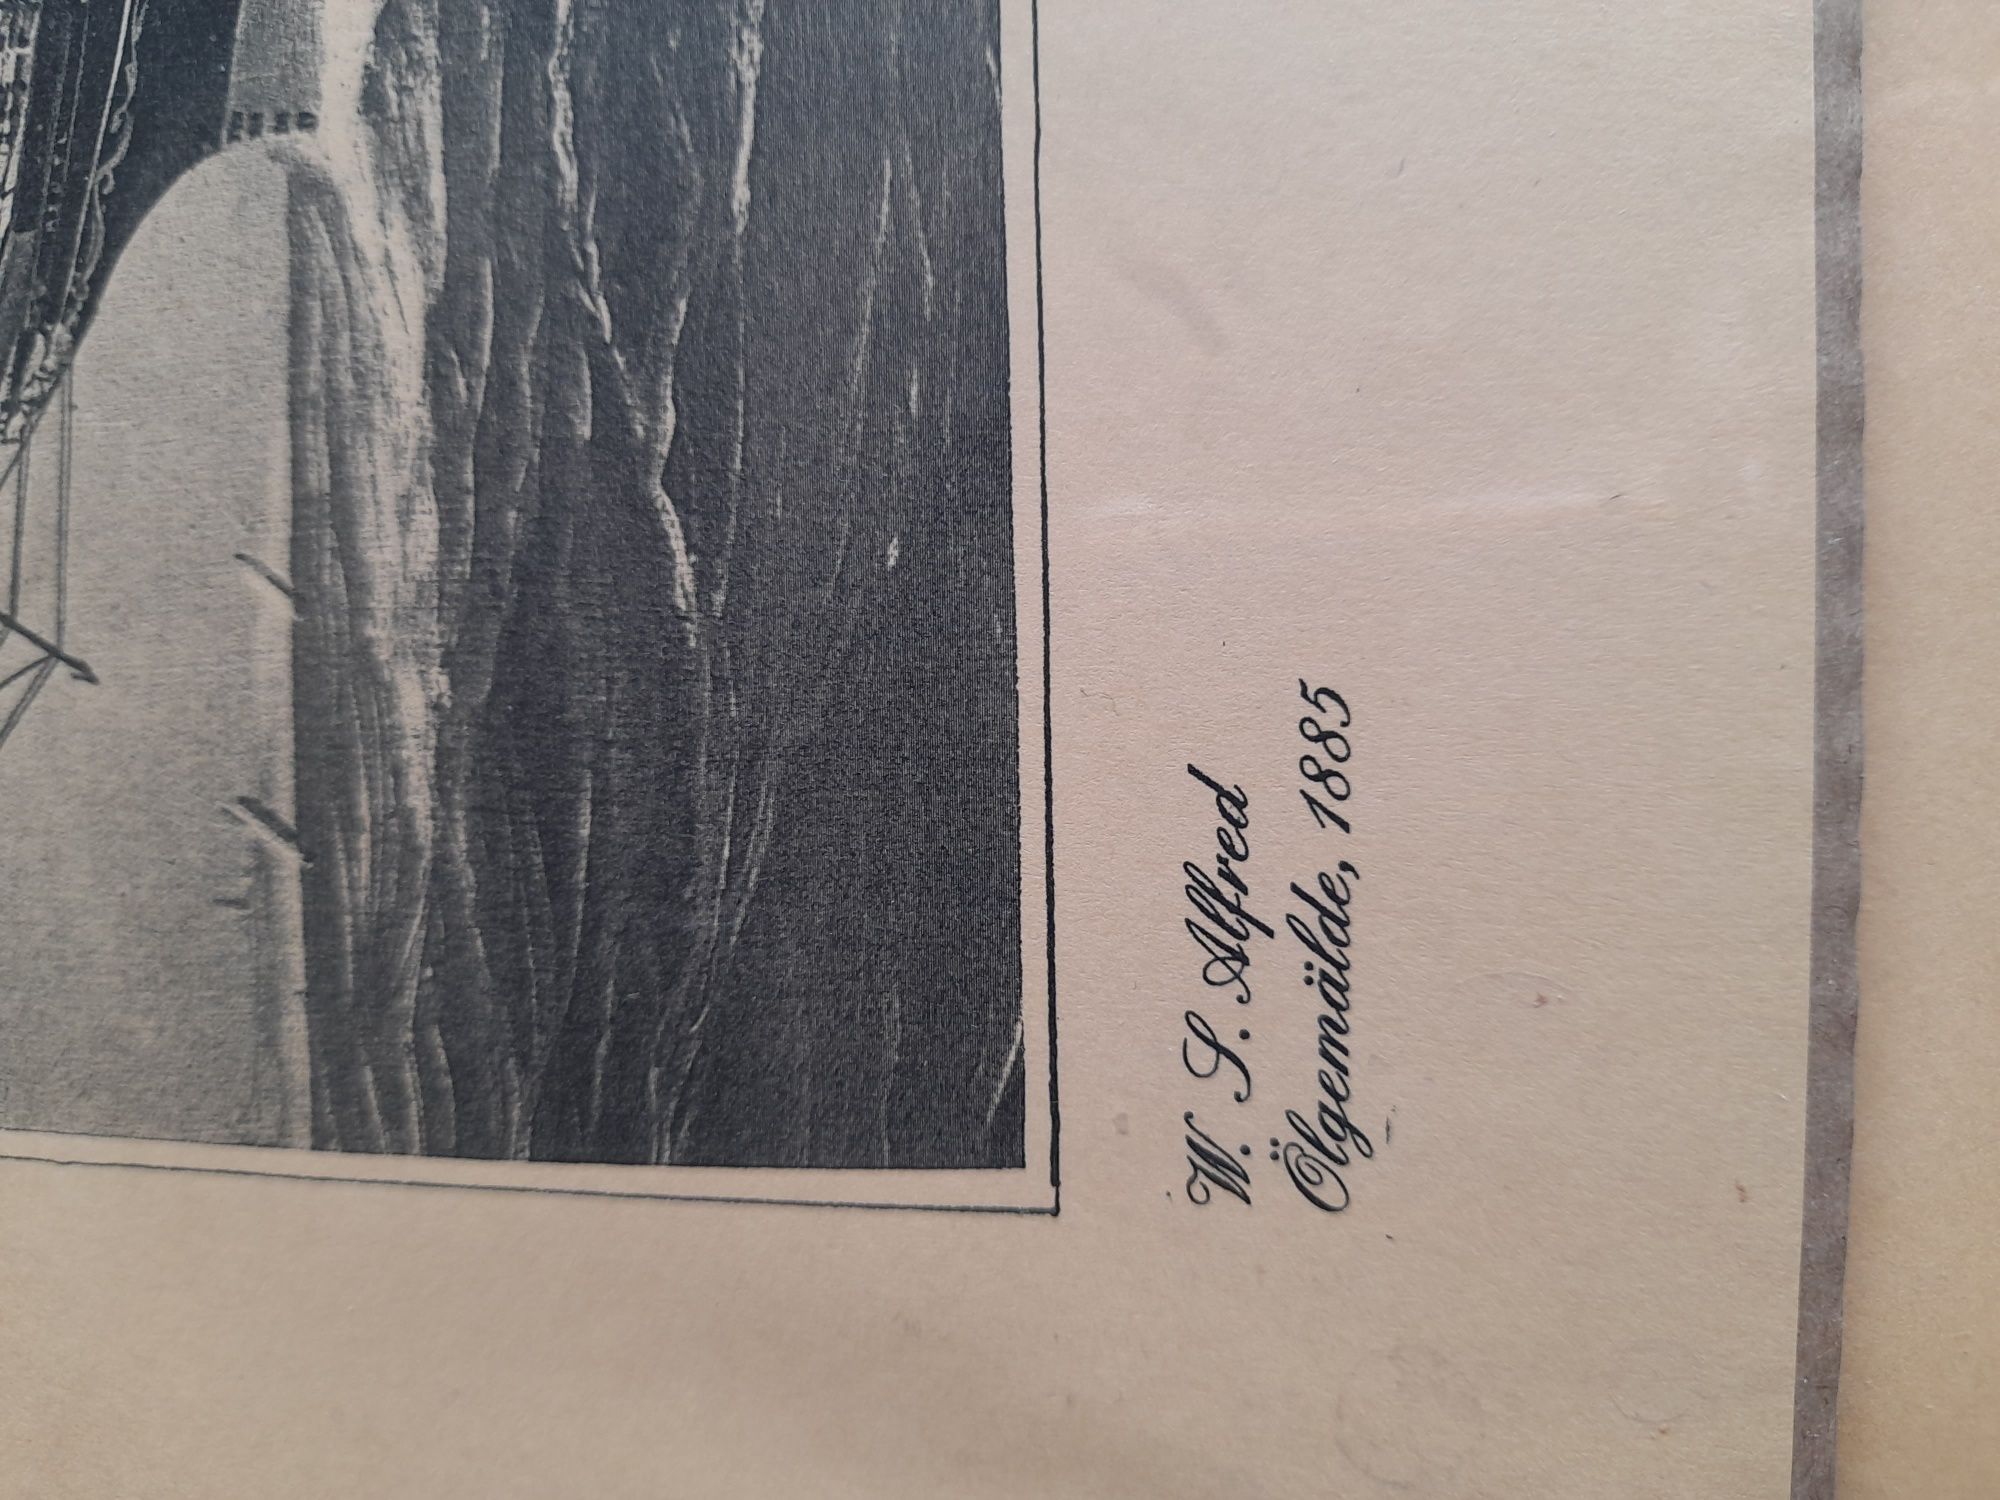 W. S. Alfred
Ölgemälde, 1885